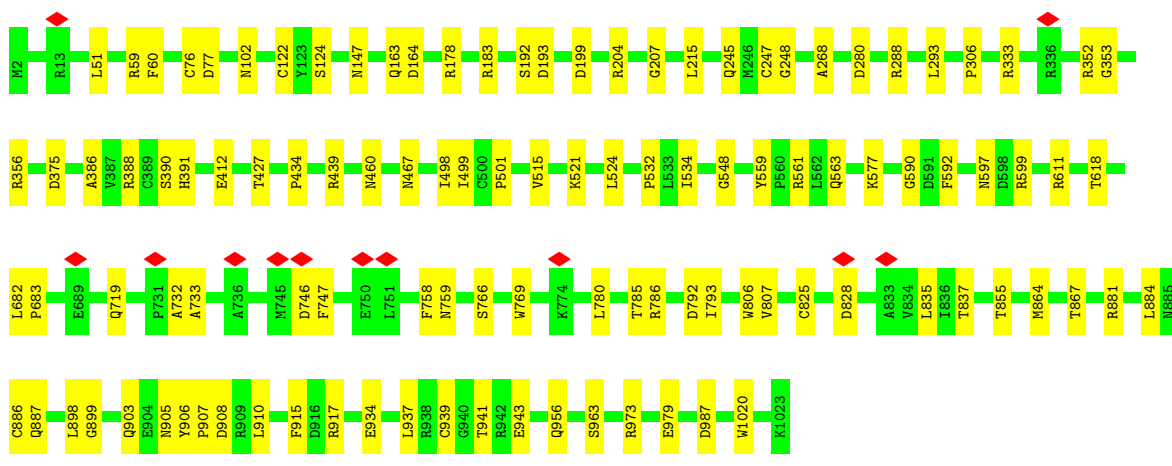 M2 R13 L51 R59 F60 C76 D77 N102 C122 Y123 S124 N147 Q163 D164 R178 R183 S192 D193 D199 R204 G207 L215 Q245 M246 C247 G248 A268 D280 R288 L293 P306 R333 R336 R352 G353
R356 D375 A386 V387 R388 C389 S390 H391 E412 T427 P434 R439 N460 N467 I498 I499 C500 P501 V515 K521 L524 P532 L533 I534 G548 Y559 P560 R561 L562 Q563 K577 G590 D591 F592 N597 D598 R599 R611 T618
L682 P683 E689 Q719 P731 A732 A733 A736 M745 D746 F747 E750 L751 F758 N759 S766 W769 K774 L780 T785 R786 D792 I793 W806 V807 C825 D828 A833 V834 L835 I836 T837 T855 M864 T867 R881 L884 N885
C886 Q887 L898 G899 Q903 E904 N905 Y906 P907 D908 R909 L910 F915 D916 R917 E934 L937 R938 C939 G940 T941 R942 E943 Q956 S963 R973 E979 D987 W1020 K1023